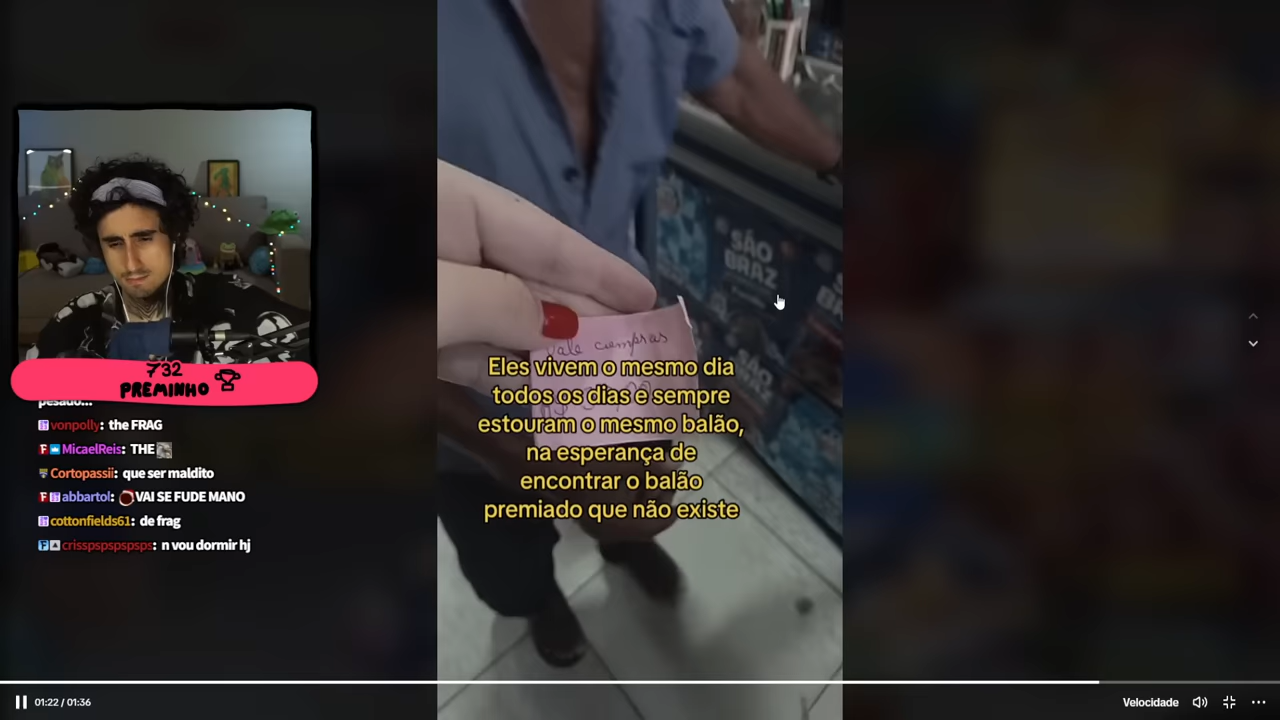 732
PREMINHO
pesado...
vonpolly: the FRAG
MicaelReis: THE
Cortopassii: que ser maldito
abbartol: VAI SE FUDE MANO
cottonfields61: de frag
crisspspspsps: n vou dormir hj
SÃO
BRAZ
vale compras
Eles vivem o mesmo dia
todos os dias e sempre
estouram o mesmo balão,
na esperança de
encontrar o balão
premiado que não existe
01:22 / 01:36
Velocidade